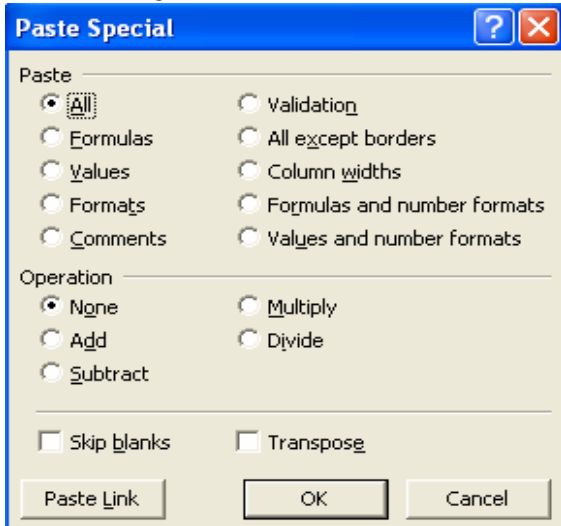 Paste Special ?
Paste
All Validation
Formulas All except borders
Values Column widths
Formats Formulas and number formats
Comments Values and number formats
Operation
None Multiply
Add Divide
Subtract
Skip blanks Transpose
Paste Link OK Cancel